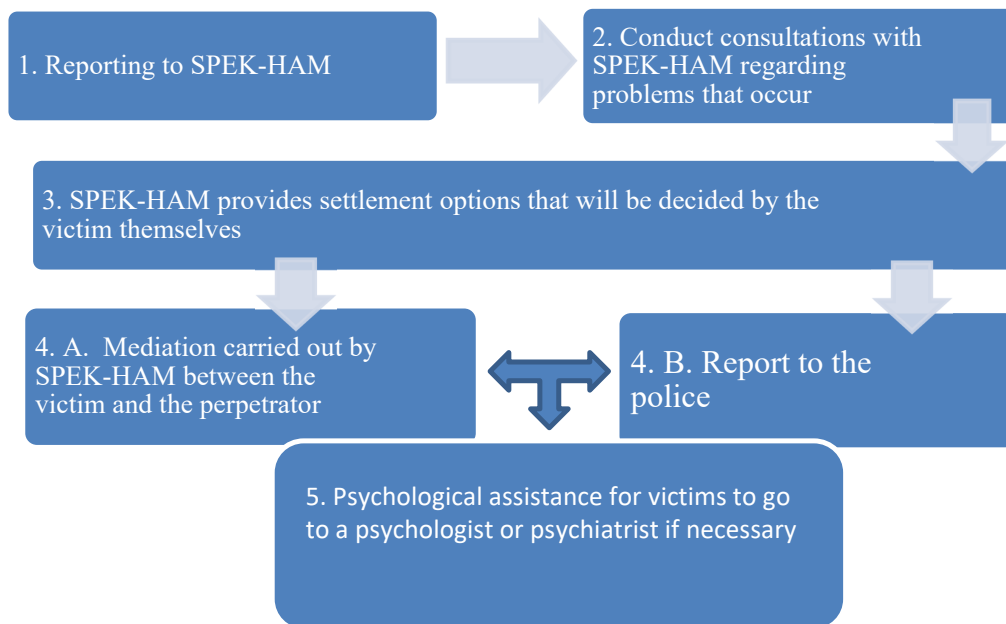 1. Reporting to SPEK-HAM
2. Conduct consultations with
SPEK-HAM regarding
problems that occur
3. SPEK-HAM provides settlement options that will be decided by the
victim themselves
4. A. Mediation carried out by
SPEK-HAM between the
victim and the perpetrator
4. B. Report to the
police
5. Psychological assistance for victims to go
to a psychologist or psychiatrist if necessary